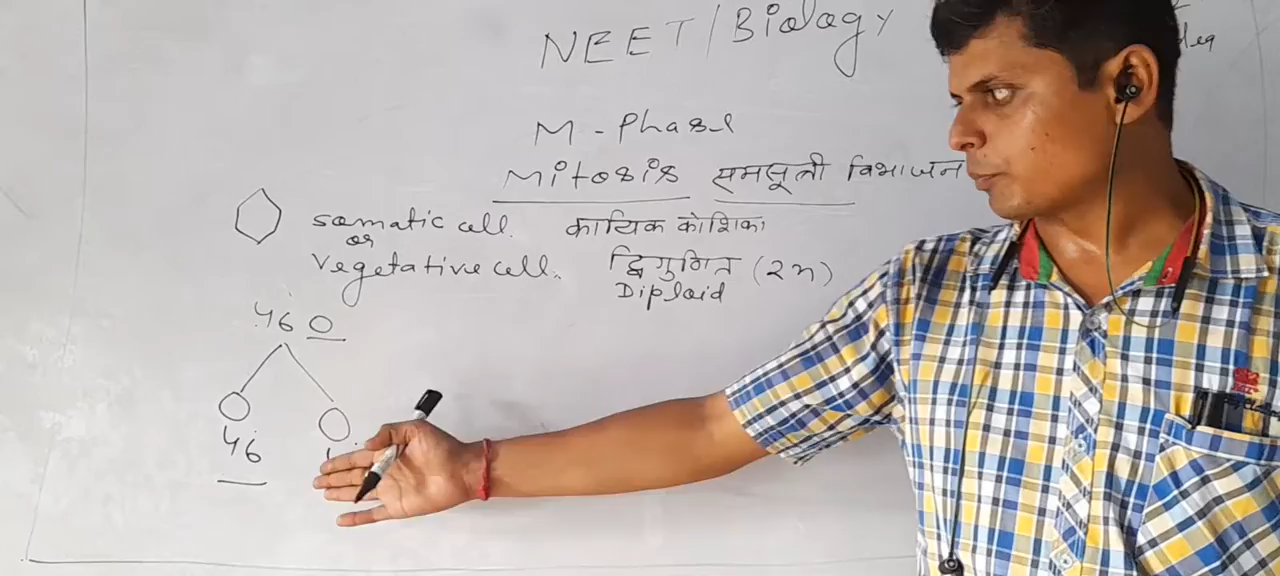 NEET/Biology
M-Phase
Mitosis समसूती विभाजन
somatic cell. कायिक कोशिका
or
Vegetative cell. द्विगुणित (2n)
Diploid
46
46